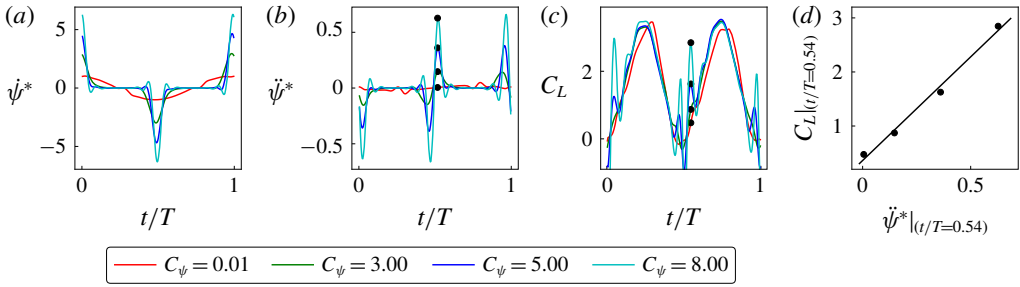 (a)
5
0
−5
ψ̇*
0
1
t/T
(b)
0.5
0
−0.5
ψ̈*
0
1
t/T
(c)
2
0
C_L
0
1
t/T
(d)
3
2
1
C_L|(t/T=0.54)
0
0.5
ψ̈*|(t/T=0.54)
C_ψ = 0.01
C_ψ = 3.00
C_ψ = 5.00
C_ψ = 8.00